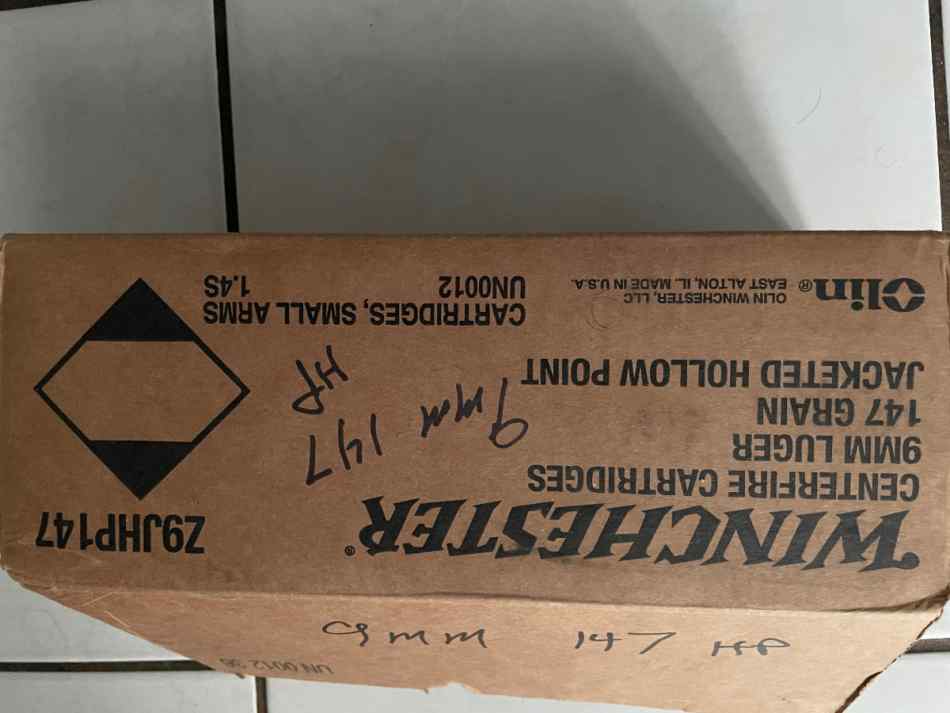 WINCHESTER®
CENTERFIRE CARTRIDGES
9MM LUGER
147 GRAIN
JACKETED HOLLOW POINT
Olin®
OLIN WINCHESTER, LLC
EAST ALTON, IL. MADE IN U.S.A.
Z9JHP147
9mm 147
HP
CARTRIDGES, SMALL ARMS
UN0012 1.4S
9mm 147 HP